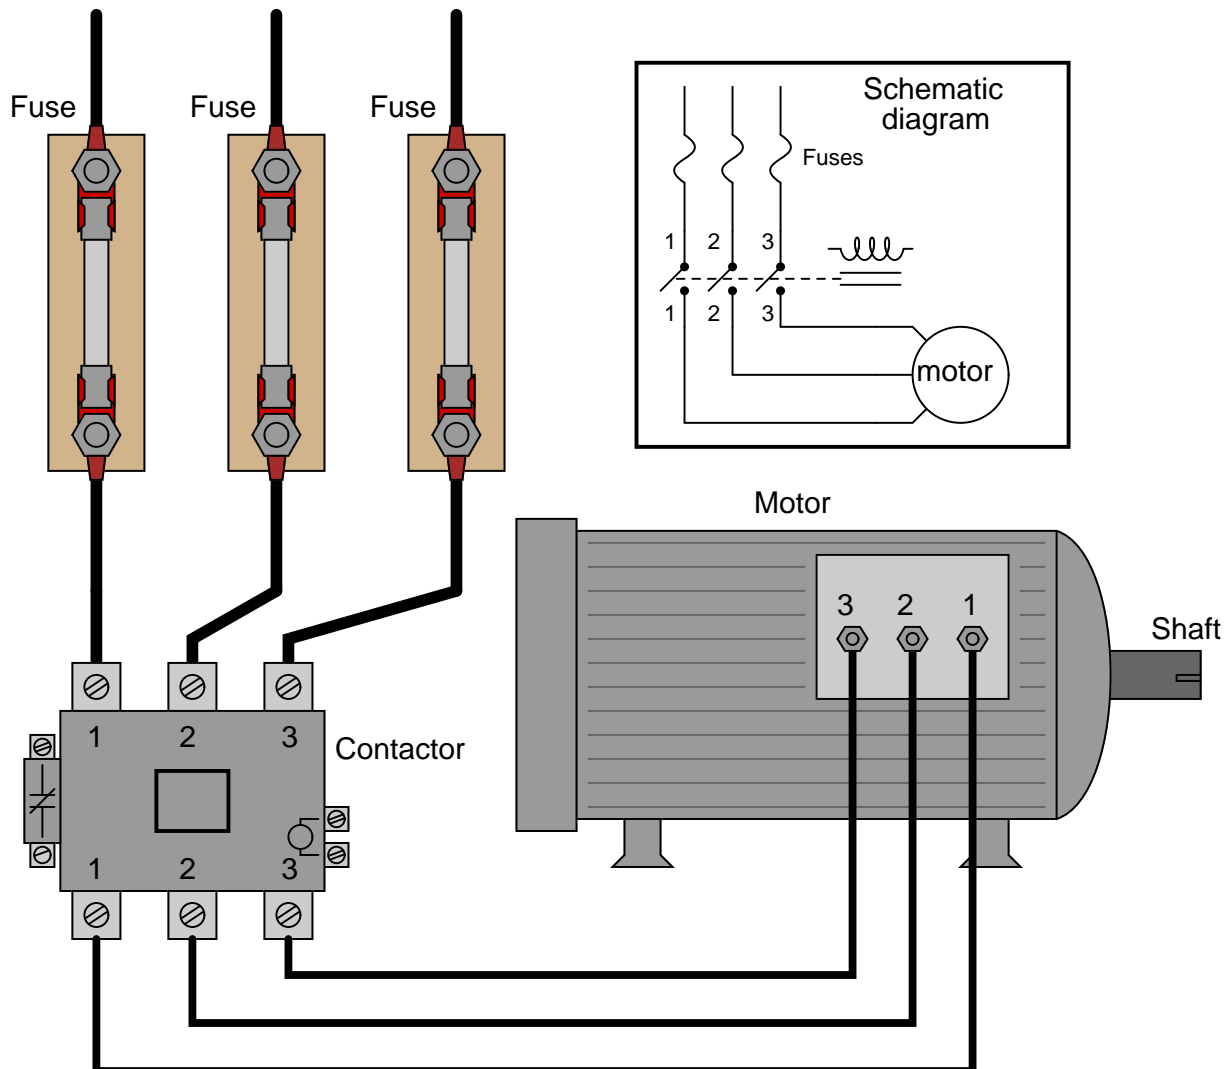 Fuse
Fuse
Fuse
Schematic
diagram
Fuses
1 2 3
1 2 3
motor
Motor
3 2 1
Shaft
1 2 3
Contactor
1 2 3